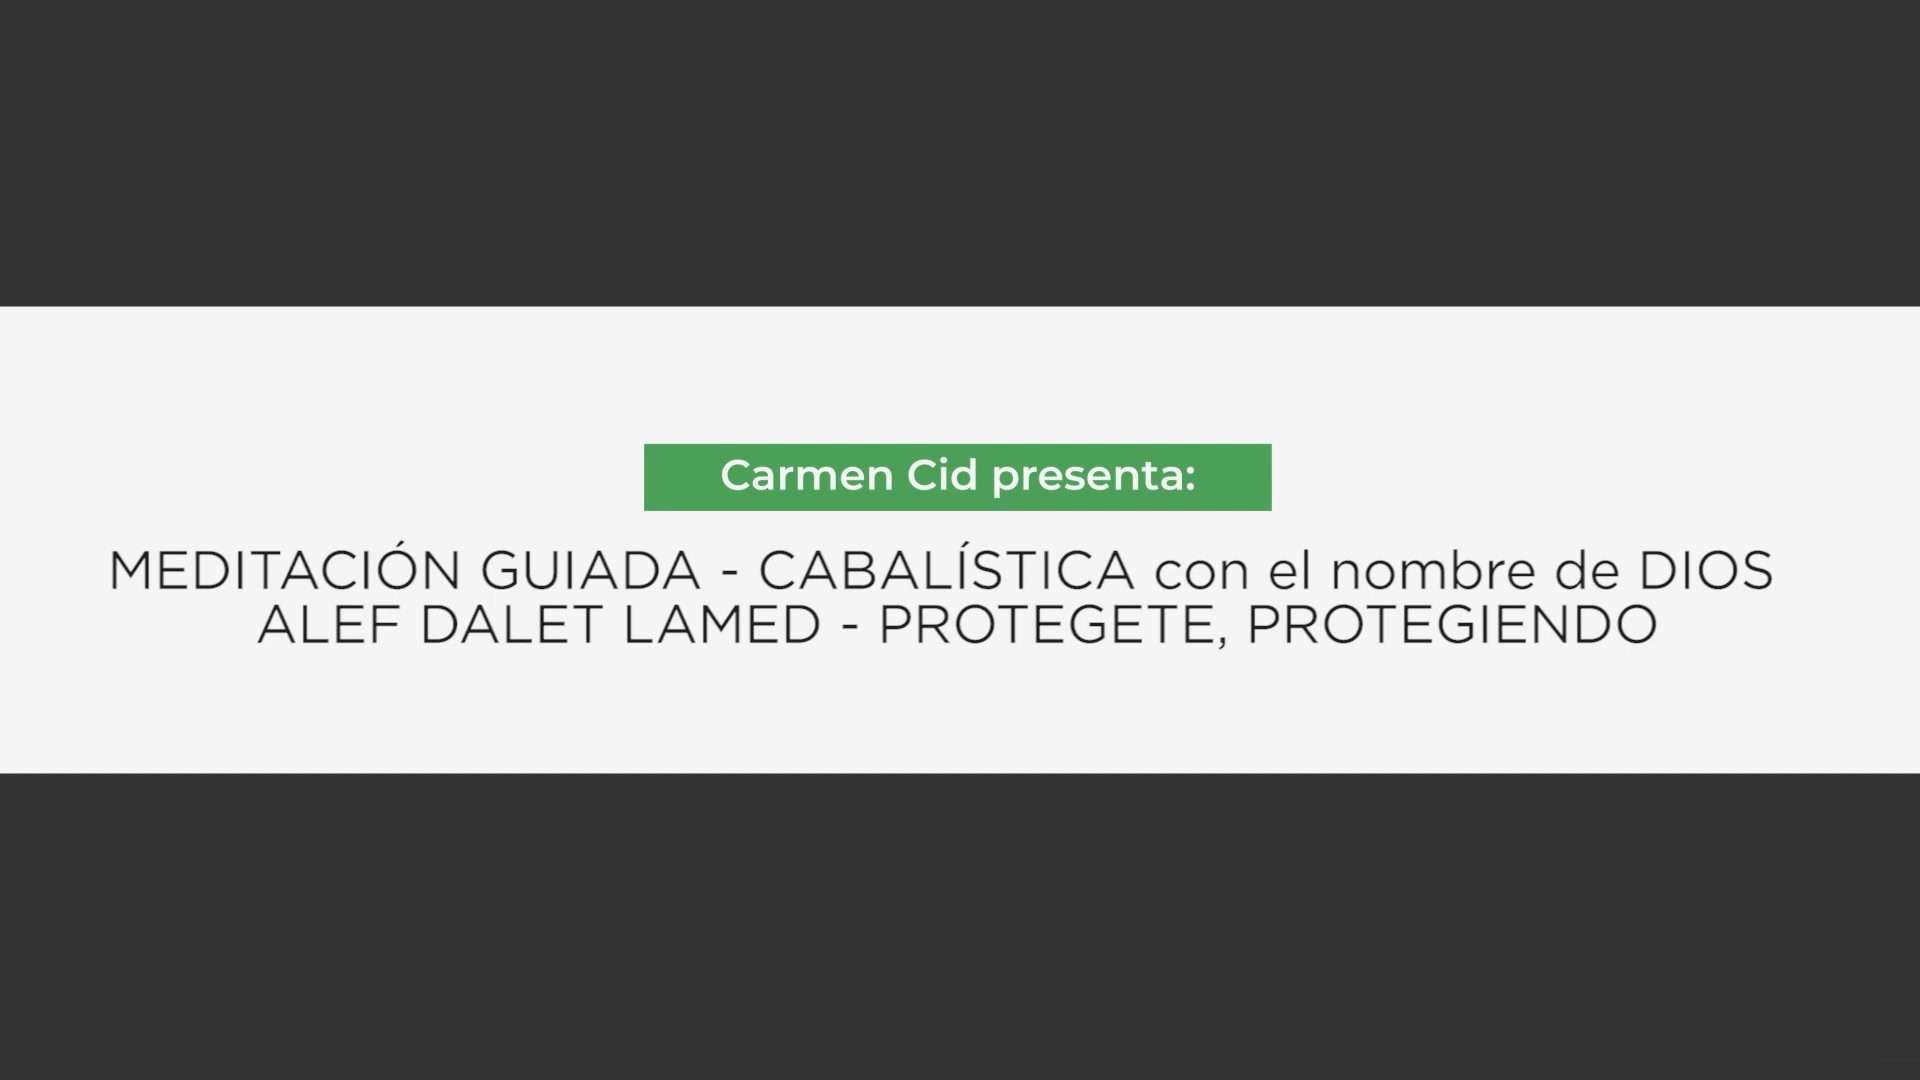 Carmen Cid presenta:
MEDITACIÓN GUIADA - CABALÍSTICA con el nombre de DIOS
ALEF DALET LAMED - PROTEGETE, PROTEGIENDO